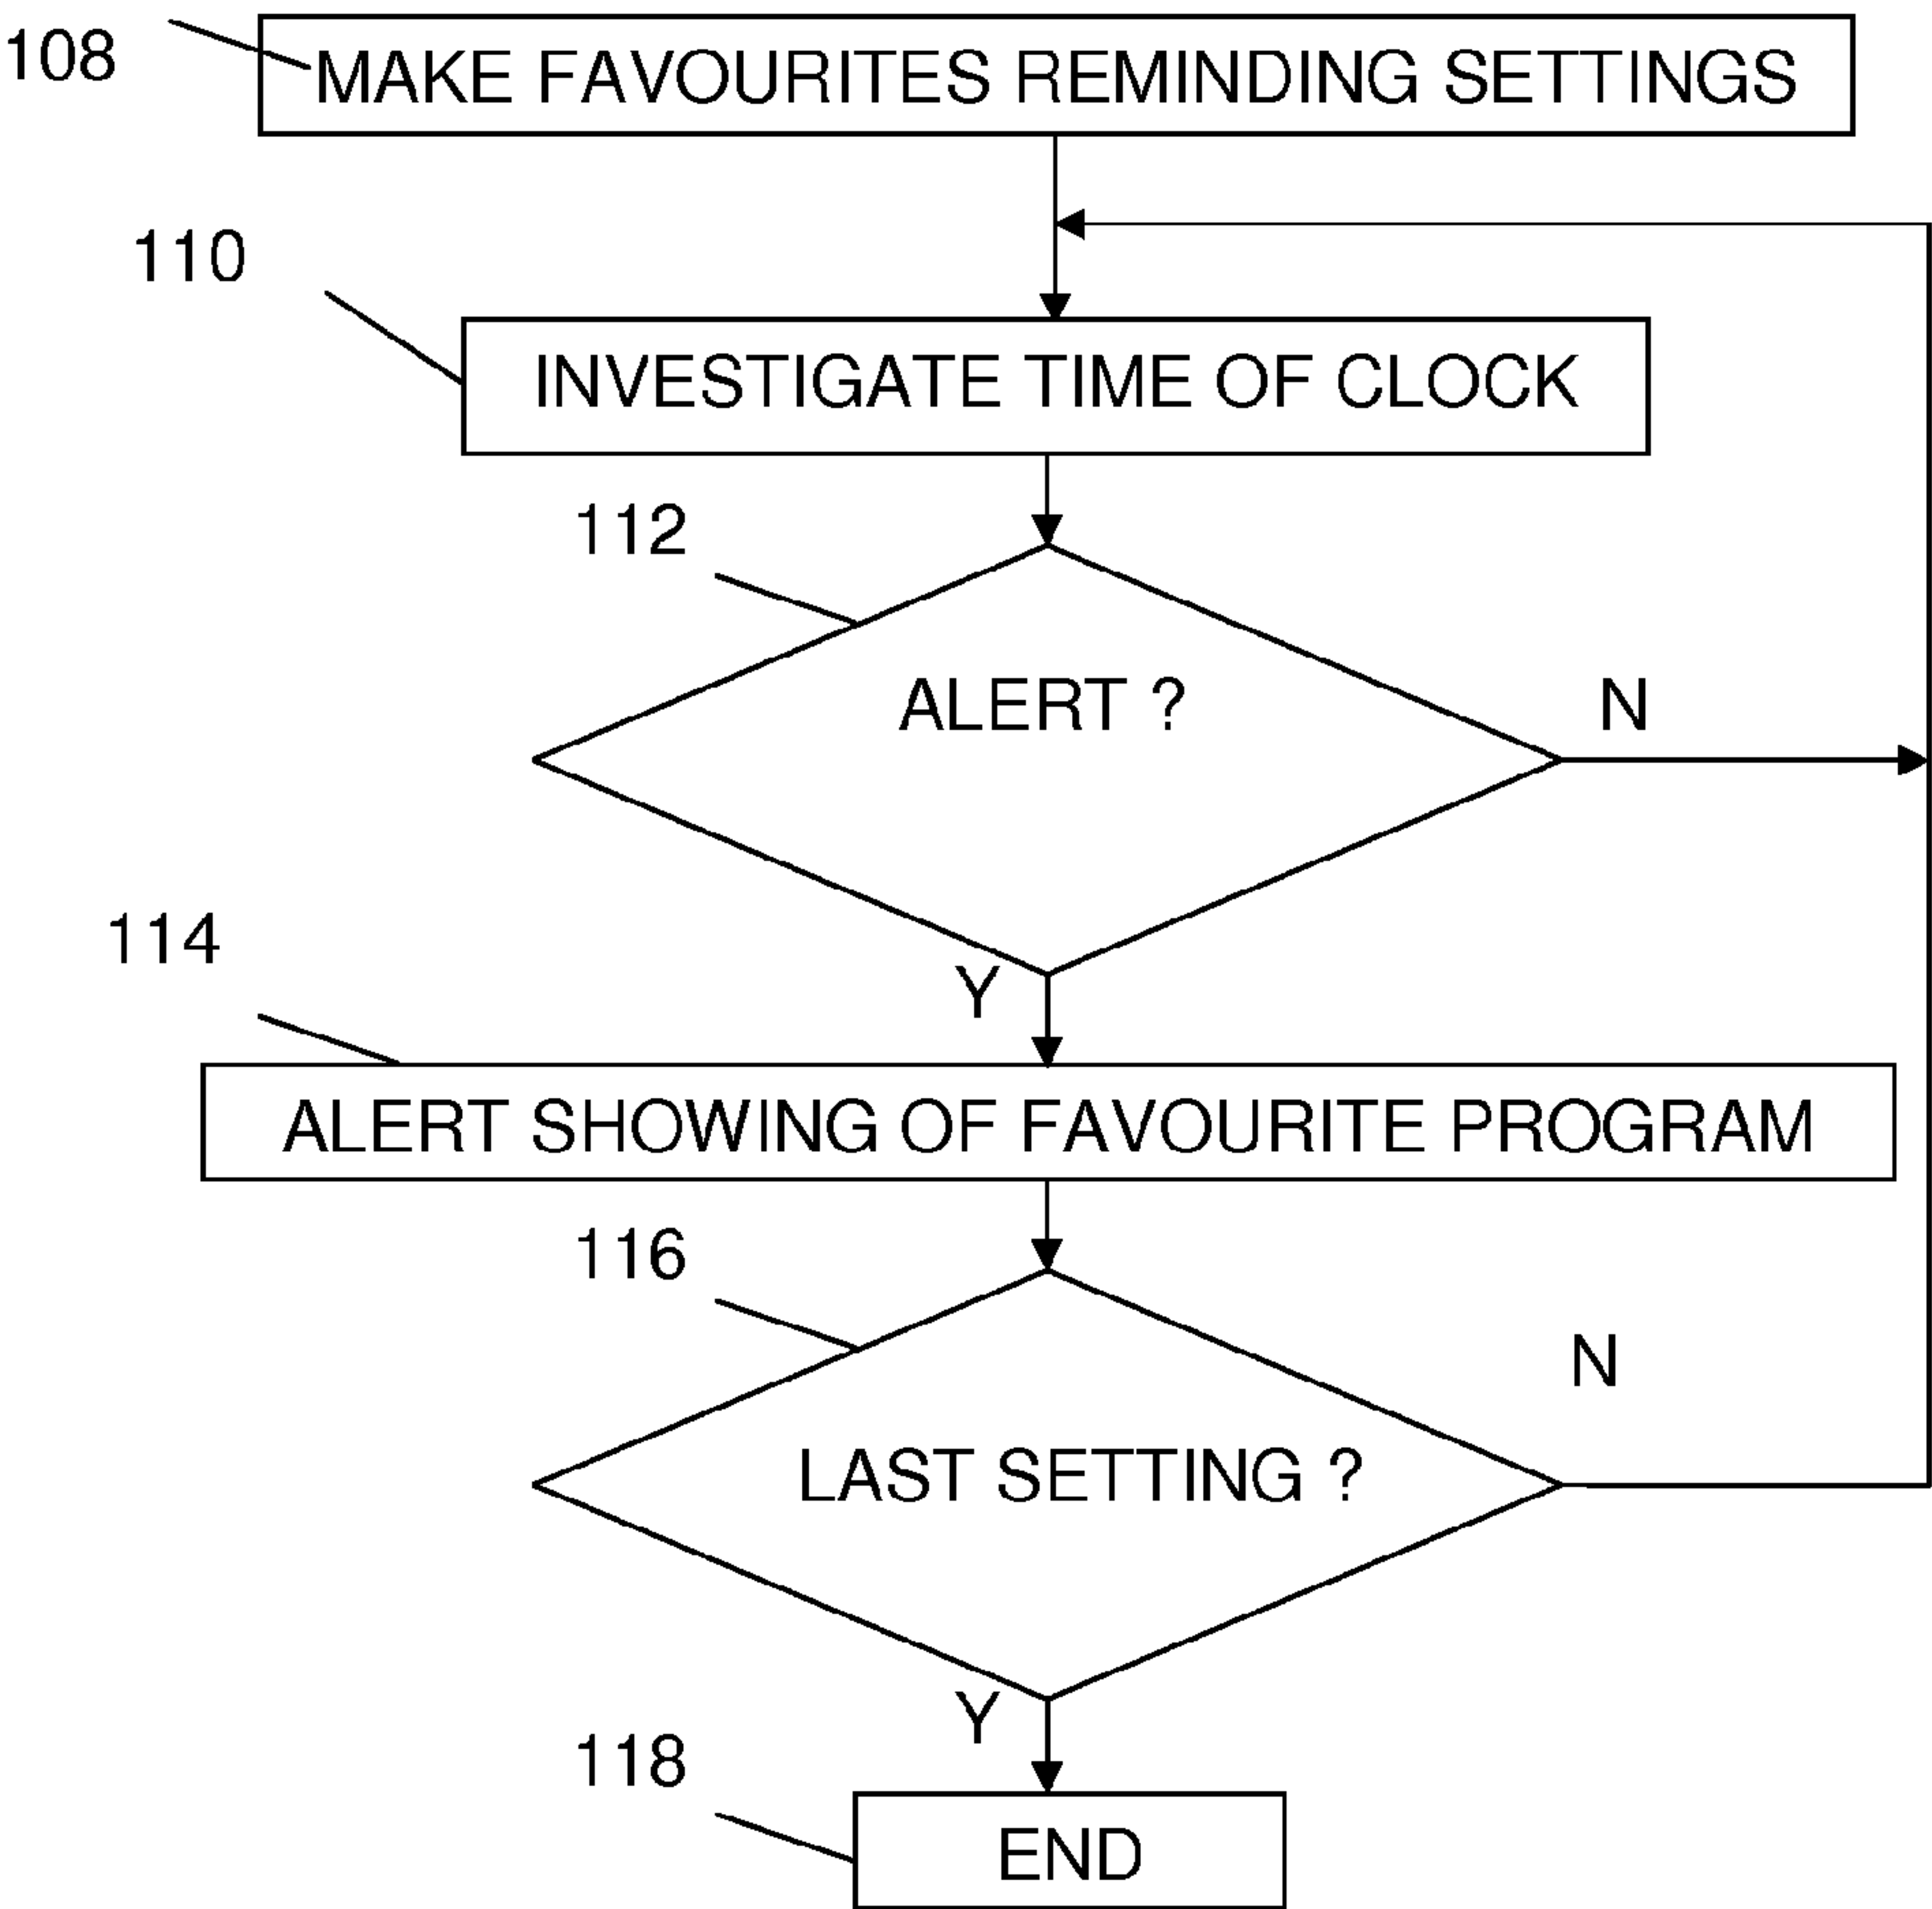 108
MAKE FAVOURITES REMINDING SETTINGS
110
INVESTIGATE TIME OF CLOCK
112
ALERT ?
N
Y
114
ALERT SHOWING OF FAVOURITE PROGRAM
116
N
LAST SETTING ?
Y
118
END